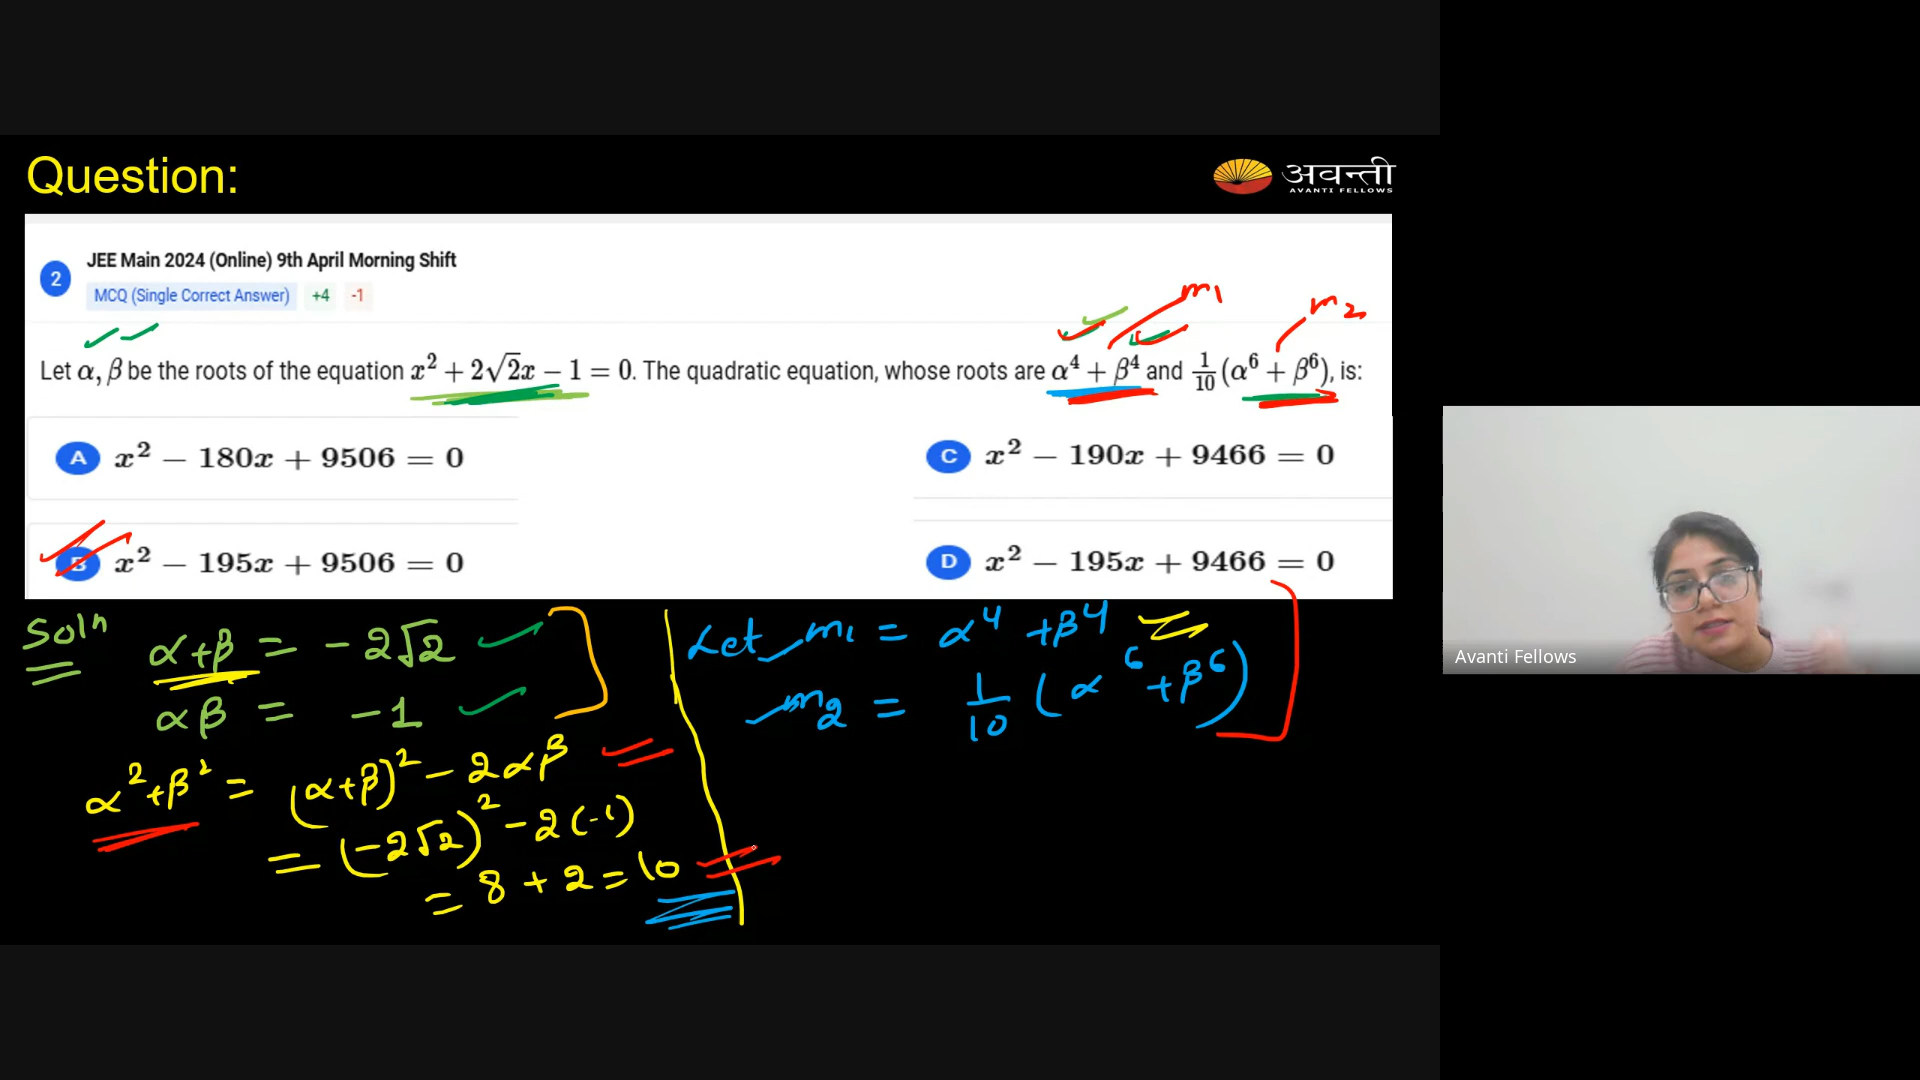 Question:
अवन्ती
AVANTI FELLOWS
2
JEE Main 2024 (Online) 9th April Morning Shift
MCQ (Single Correct Answer) +4 -1
m₁
m₂
Let α, β be the roots of the equation x² + 2√2x − 1 = 0. The quadratic equation, whose roots are α⁴ + β⁴ and 1/10 (α⁶ + β⁶), is:
A x² − 180x + 9506 = 0
C x² − 190x + 9466 = 0
B x² − 195x + 9506 = 0
D x² − 195x + 9466 = 0
Soln
α+β = -2√2
αβ = -1
α²+β² = (α+β)² - 2αβ
= (-2√2)² - 2(-1)
= 8 + 2 = 10
Let m₁ = α⁴ + β⁴
m₂ = 1/10 (α⁶ + β⁶)
Avanti Fellows